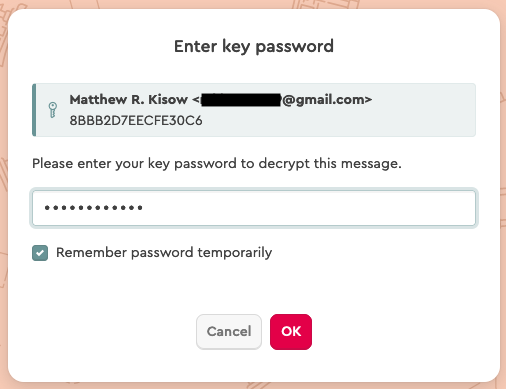 Enter key password
Matthew R. Kisow <@gmail.com>
8BBB2D7EECFE30C6
Please enter your key password to decrypt this message.
••••••••••••
Remember password temporarily
Cancel
OK